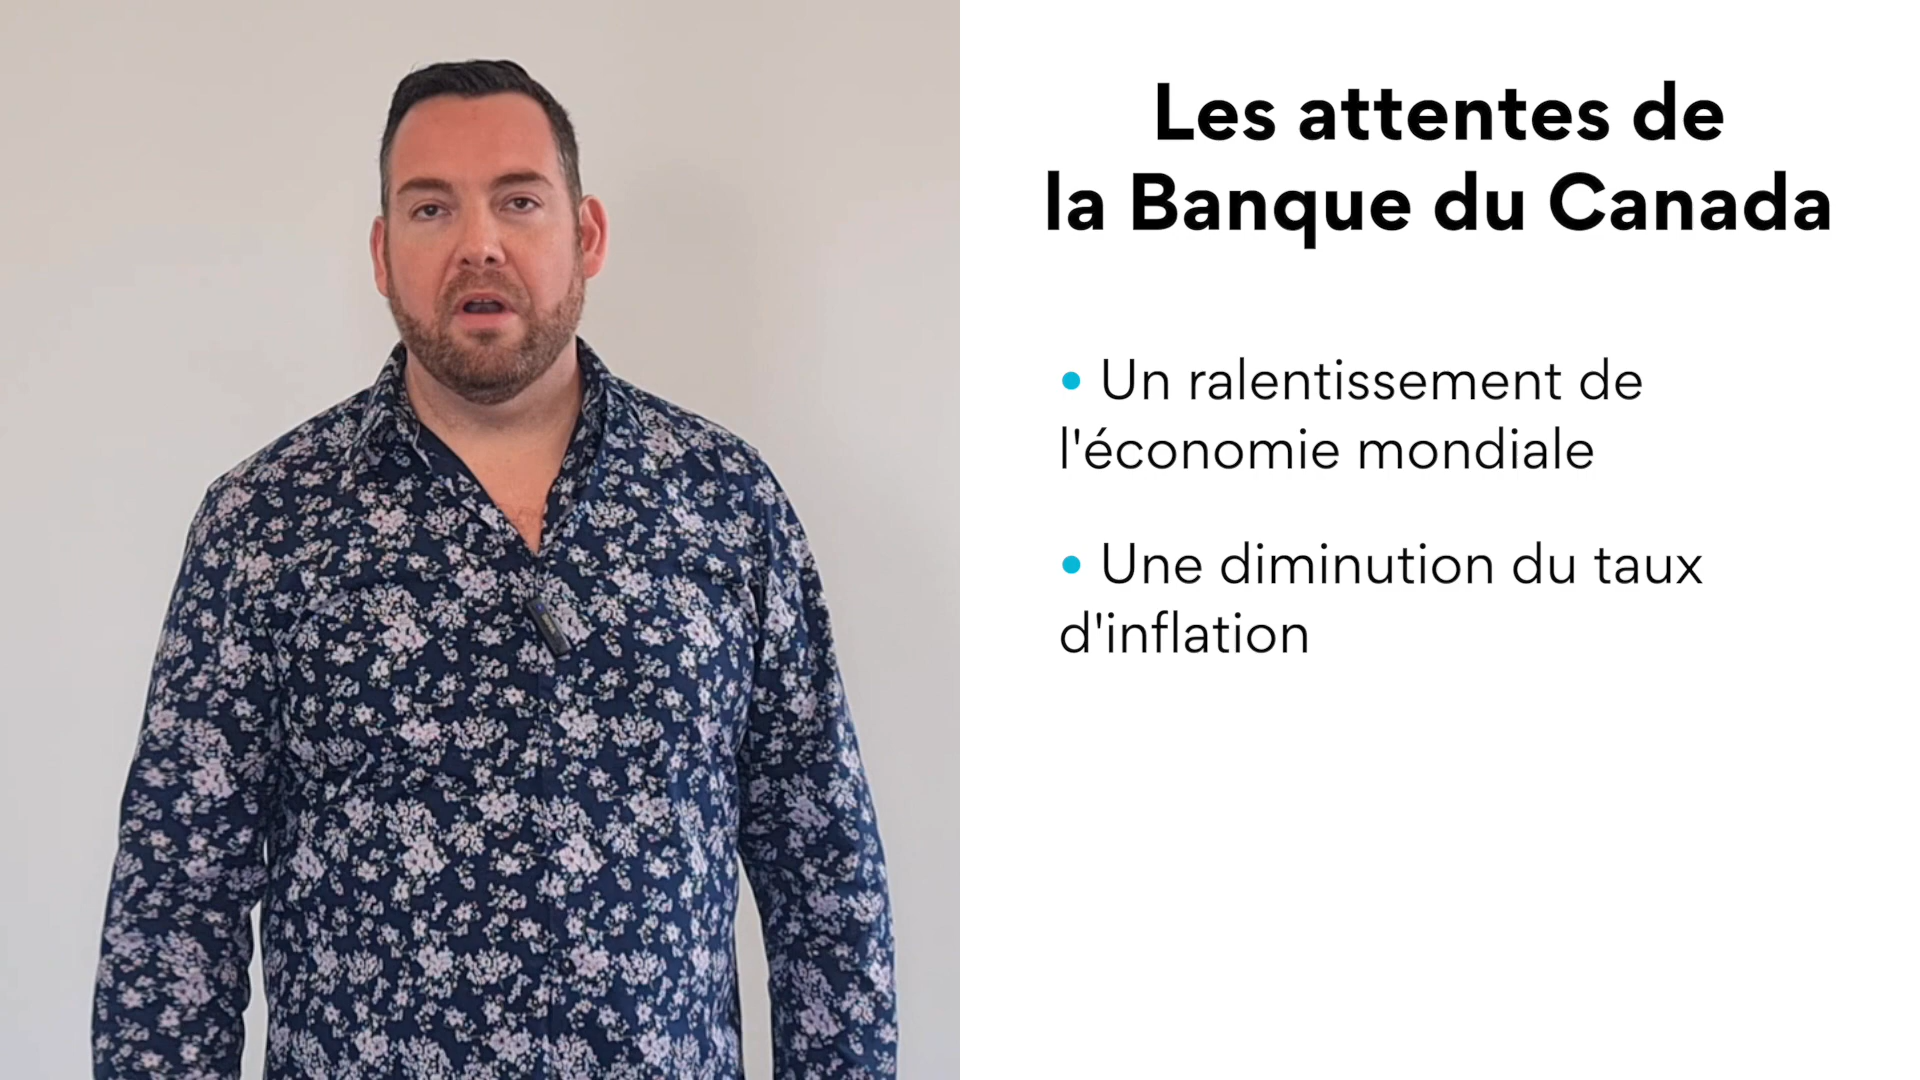 Les attentes de
la Banque du Canada
• Un ralentissement de
l'économie mondiale
• Une diminution du taux
d'inflation